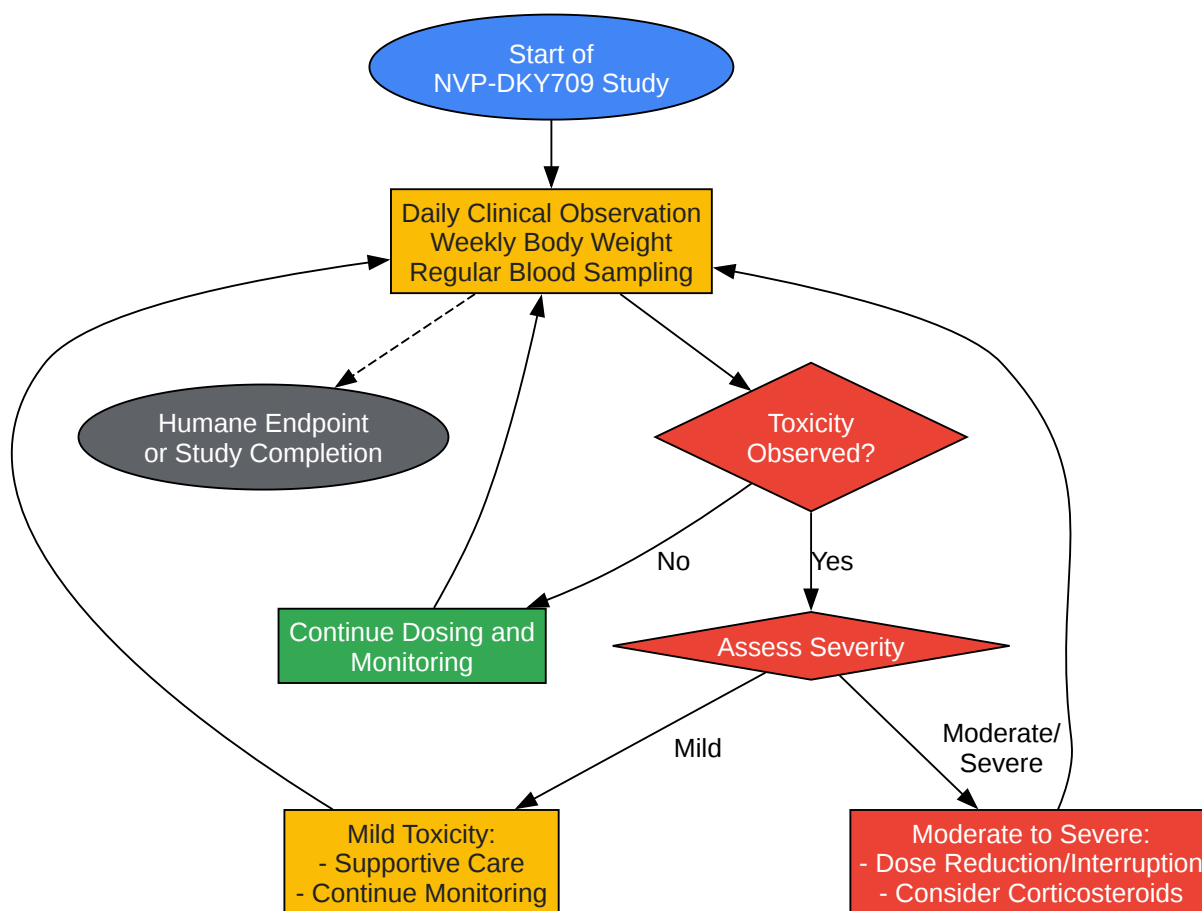 Start of
NVP-DKY709 Study
Daily Clinical Observation
Weekly Body Weight
Regular Blood Sampling
Humane Endpoint
or Study Completion
Toxicity
Observed?
No
Yes
Continue Dosing and
Monitoring
Assess Severity
Mild
Moderate/
Severe
Mild Toxicity:
- Supportive Care
- Continue Monitoring
Moderate to Severe:
- Dose Reduction/Interruption
- Consider Corticosteroids